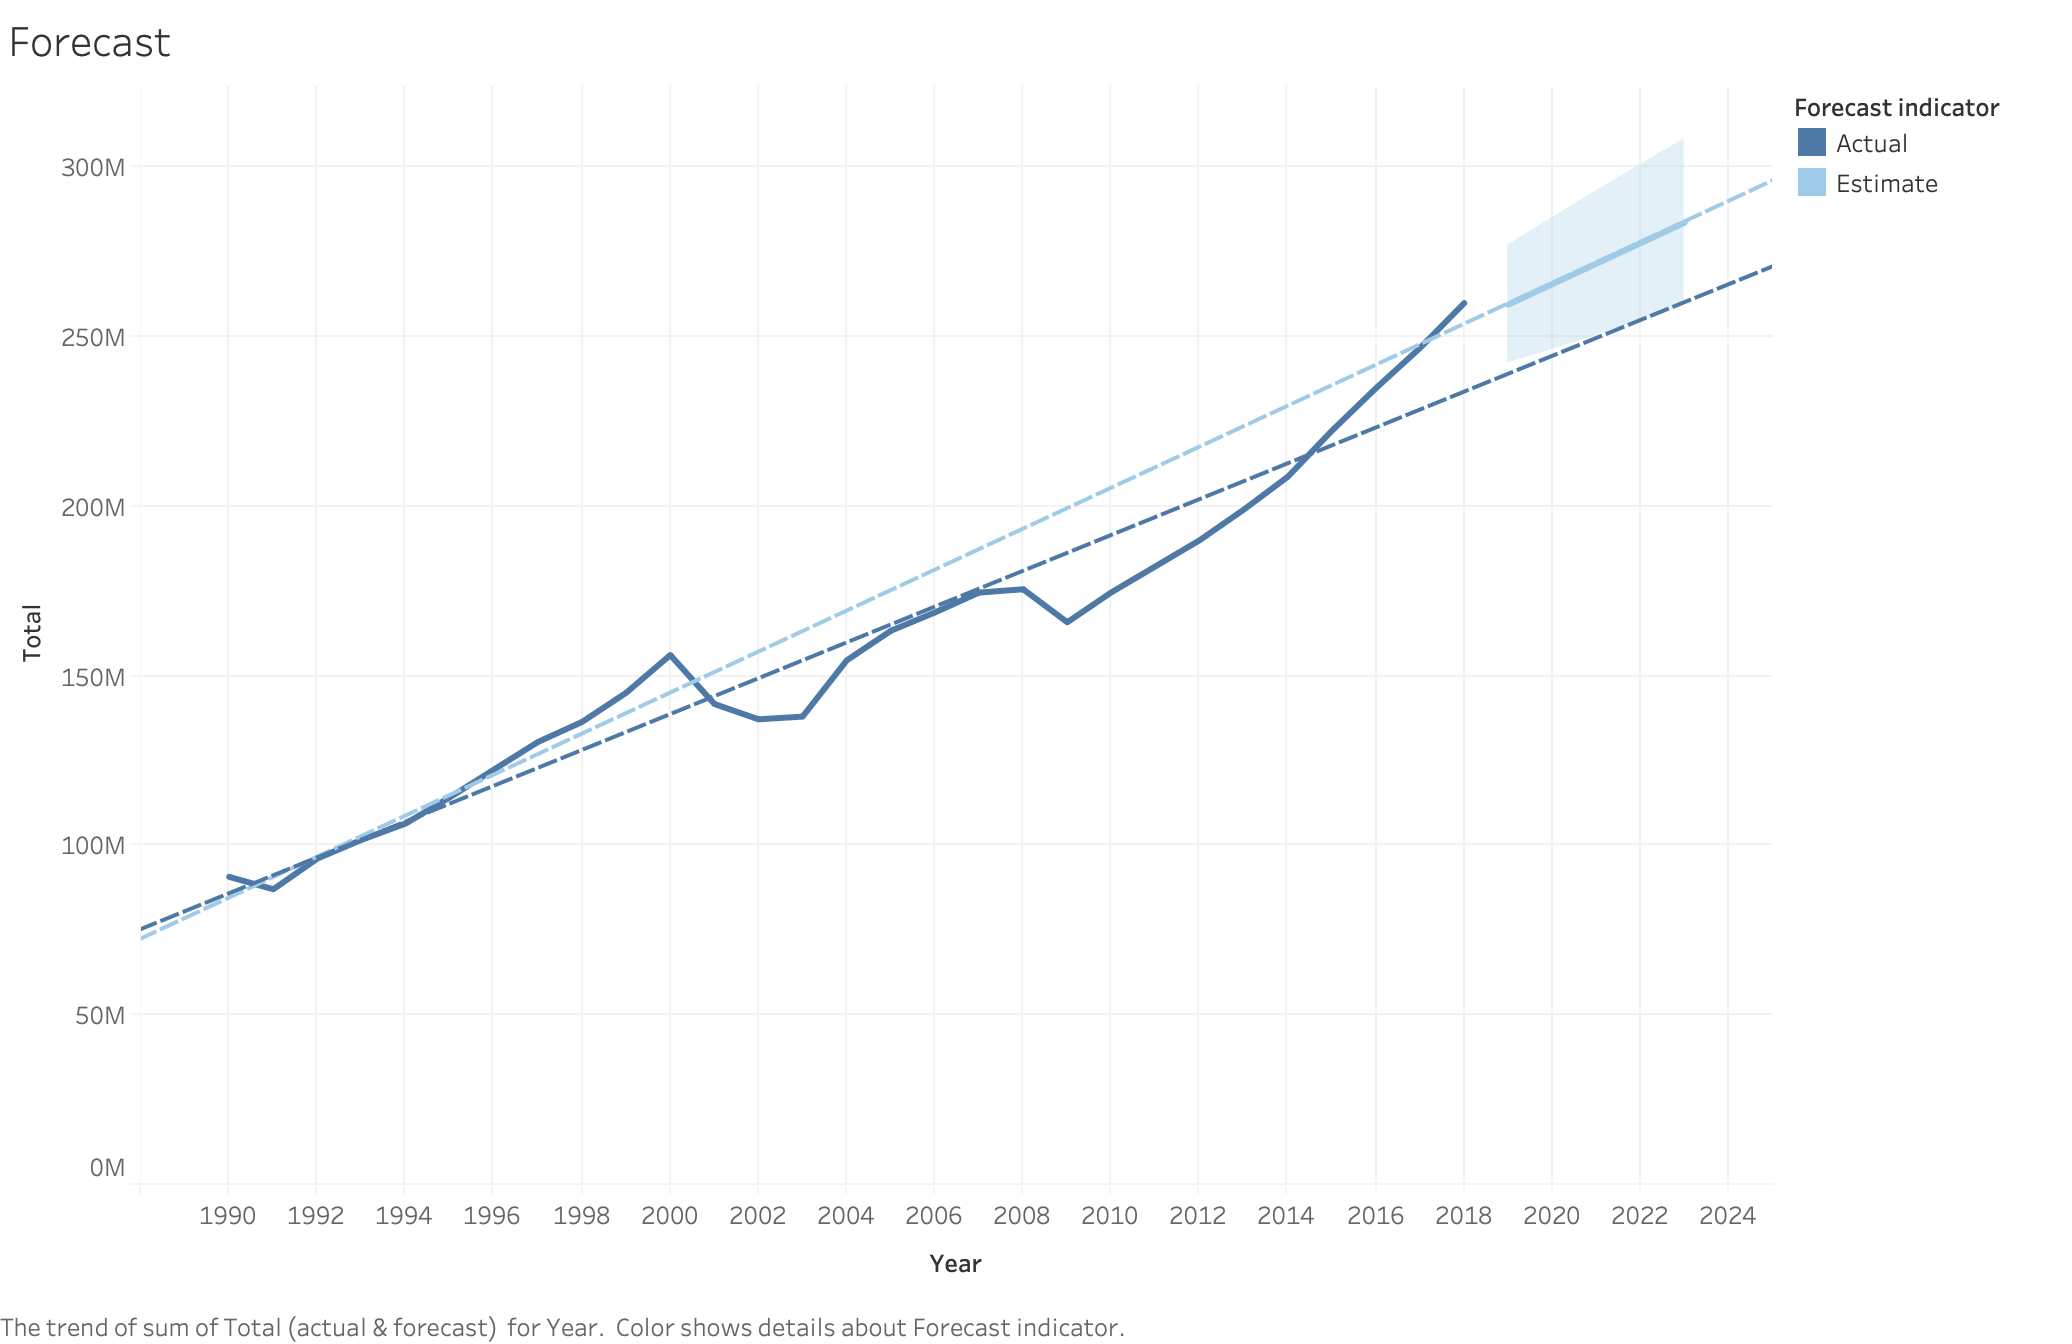 Forecast
Forecast indicator
Actual
Estimate
300M
250M
200M
150M
100M
50M
0M
Total
1990 1992 1994 1996 1998 2000 2002 2004 2006 2008 2010 2012 2014 2016 2018 2020 2022 2024
Year
The trend of sum of Total (actual & forecast) for Year. Color shows details about Forecast indicator.